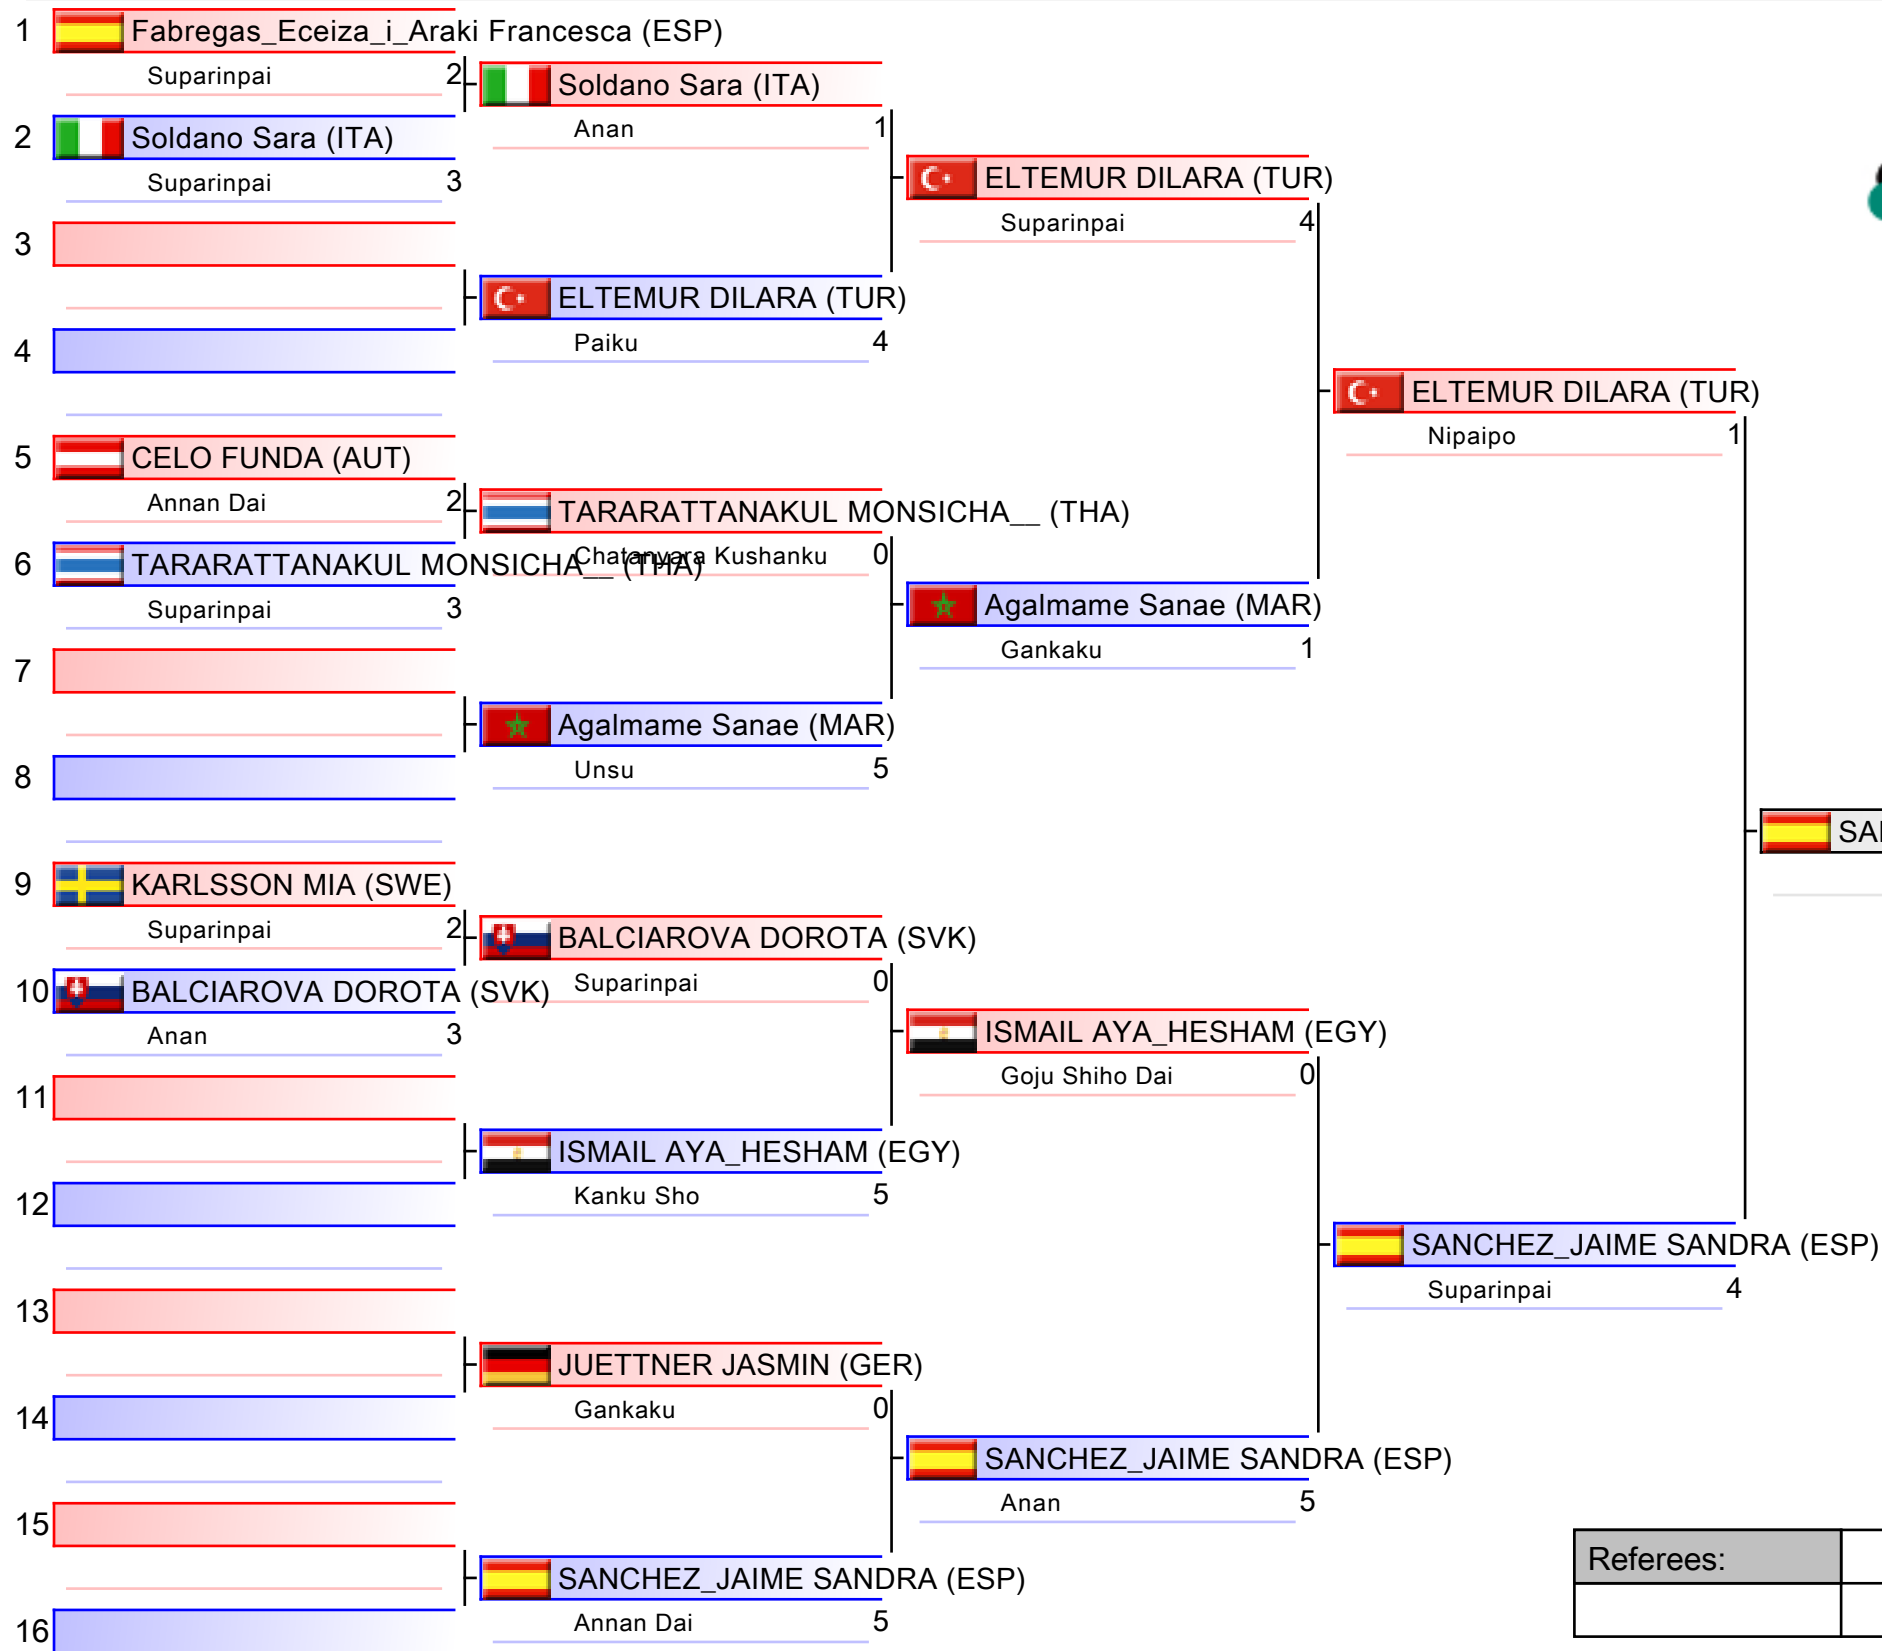 1 Fabregas_Eceiza_i_Araki Francesca (ESP)
Suparinpai 2
2 Soldano Sara (ITA)
Suparinpai 3
3
4
5 CELO FUNDA (AUT)
Annan Dai 2
6 TARARATTANAKUL MONSICHA__ (THA)
Suparinpai 3
7
8
9 KARLSSON MIA (SWE)
Suparinpai 2
10 BALCIAROVA DOROTA (SVK)
Anan 3
11
12
13
14
15
16
Soldano Sara (ITA)
Anan 1
ELTEMUR DILARA (TUR)
Paiku 4
TARARATTANAKUL MONSICHA__ (THA)
Chatanyara Kushanku 0
Agalmame Sanae (MAR)
Unsu 5
BALCIAROVA DOROTA (SVK)
Suparinpai 0
ISMAIL AYA_HESHAM (EGY)
Kanku Sho 5
JUETTNER JASMIN (GER)
Gankaku 0
SANCHEZ_JAIME SANDRA (ESP)
Annan Dai 5
ELTEMUR DILARA (TUR)
Suparinpai 4
Agalmame Sanae (MAR)
Gankaku 1
ISMAIL AYA_HESHAM (EGY)
Goju Shiho Dai 0
SANCHEZ_JAIME SANDRA (ESP)
Anan 5
ELTEMUR DILARA (TUR)
Nipaipo 1
SANCHEZ_JAIME SANDRA (ESP)
Suparinpai 4
Referees: